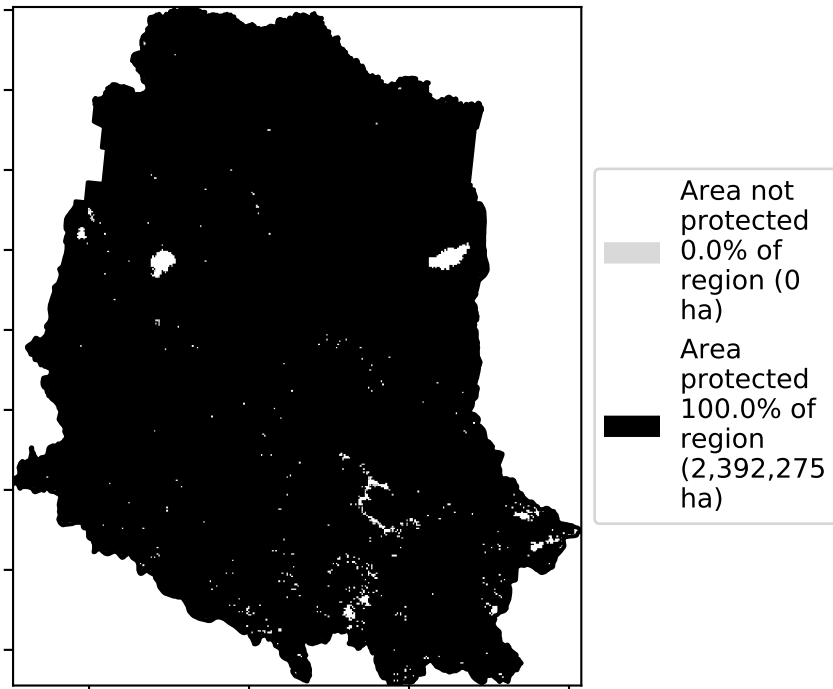 Area not
protected
0.0% of
region (0
ha)
Area
protected
100.0% of
region
(2,392,275
ha)